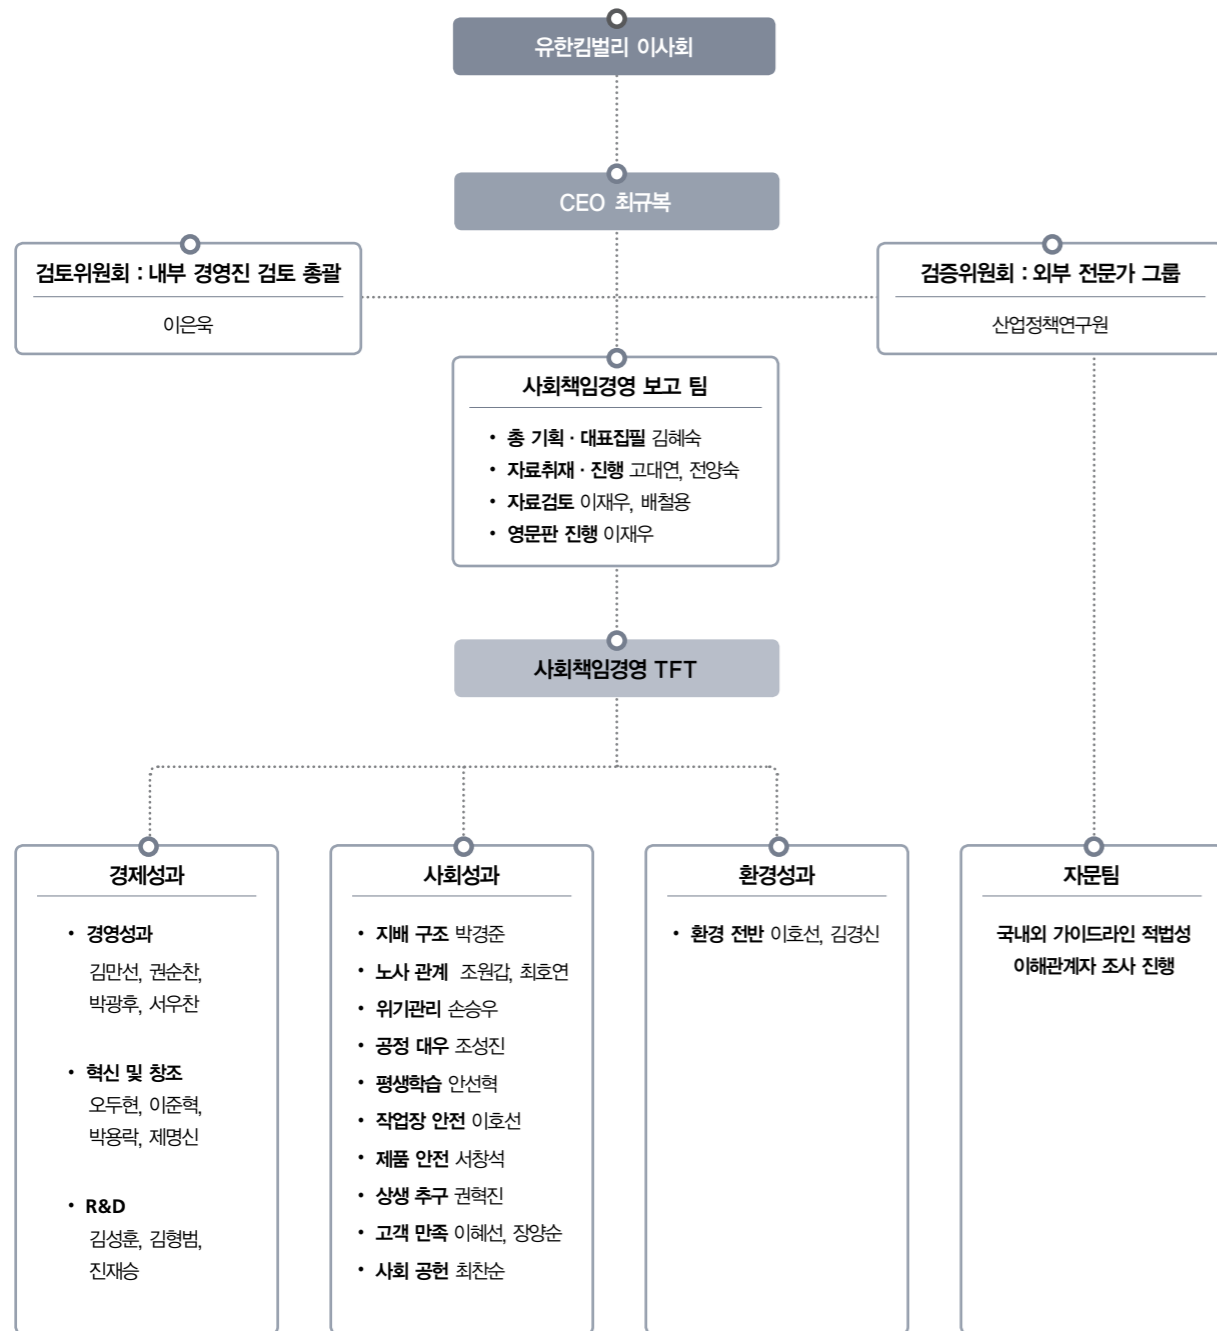 유한킴벌리 이사회
CEO 최규복
검토위원회 : 내부 경영진 검토 총괄
이은욱
검증위원회 : 외부 전문가 그룹
산업정책연구원
사회책임경영 보고 팀
• 총 기획 · 대표집필 김혜숙
• 자료취재 · 진행 고대연, 전양숙
• 자료검토 이재우, 배철용
• 영문판 진행 이재우
사회책임경영 TFT
경제성과
• 경영성과
김만선, 권순찬,
박광후, 서우찬
• 혁신 및 창조
오두현, 이준혁,
박용락, 제명신
• R&D
김성훈, 김형범,
진재승
사회성과
• 지배 구조 박경준
• 노사 관계 조원갑, 최호연
• 위기관리 손승우
• 공정 대우 조성진
• 평생학습 안선혁
• 작업장 안전 이호선
• 제품 안전 서창석
• 상생 추구 권혁진
• 고객 만족 이혜선, 장양순
• 사회 공헌 최찬순
환경성과
• 환경 전반 이호선, 김경신
자문팀
국내외 가이드라인 적법성
이해관계자 조사 진행